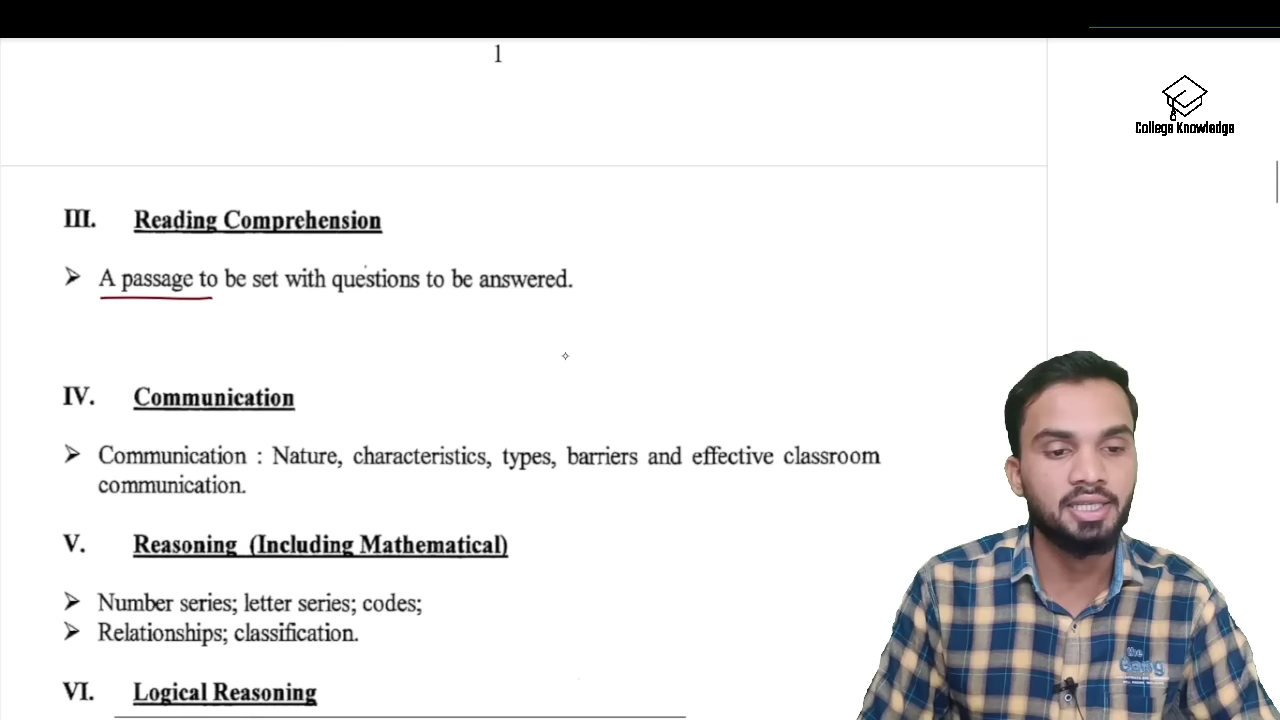 1
College Knowledge
III. Reading Comprehension
➢ A passage to be set with questions to be answered.
IV. Communication
➢ Communication : Nature, characteristics, types, barriers and effective classroom
communication.
V. Reasoning (Including Mathematical)
➢ Number series; letter series; codes;
➢ Relationships; classification.
VI. Logical Reasoning
the